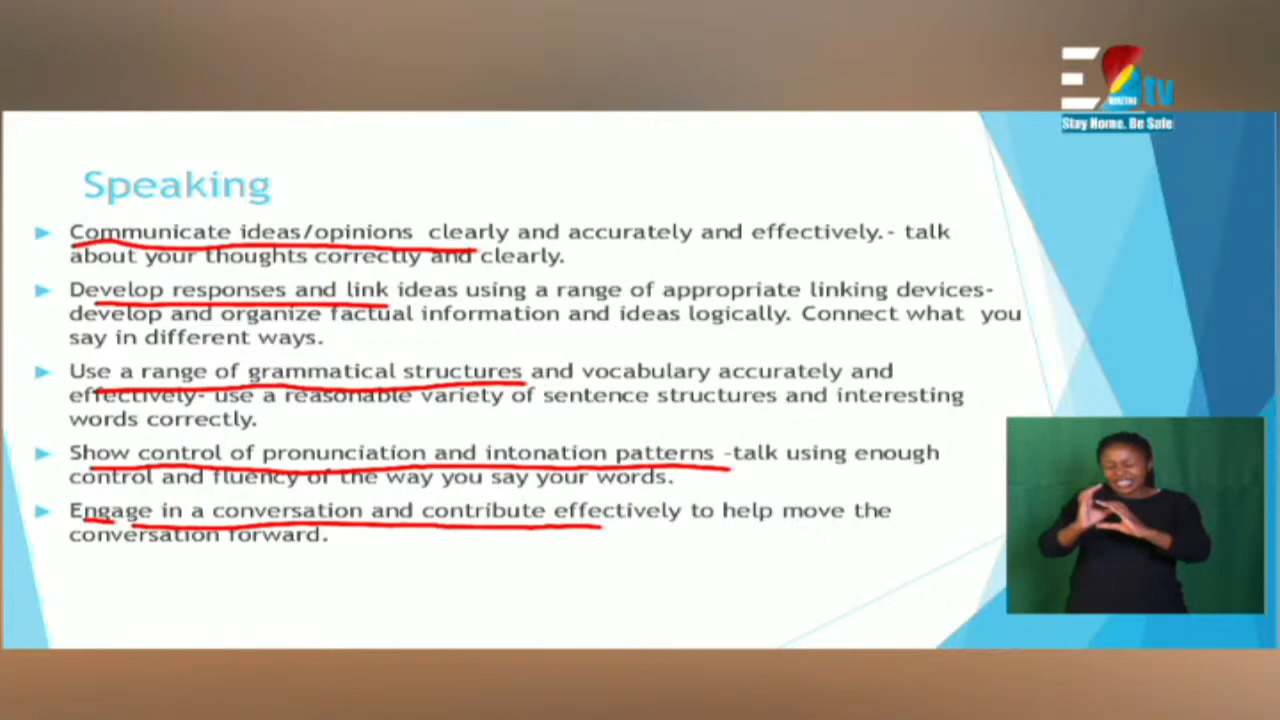 E tv
Stay Home. Be Safe
Speaking
Communicate ideas/opinions clearly and accurately and effectively.- talk
about your thoughts correctly and clearly.
Develop responses and link ideas using a range of appropriate linking devices-
develop and organize factual information and ideas logically. Connect what you
say in different ways.
Use a range of grammatical structures and vocabulary accurately and
effectively- use a reasonable variety of sentence structures and interesting
words correctly.
Show control of pronunciation and intonation patterns -talk using enough
control and fluency of the way you say your words.
Engage in a conversation and contribute effectively to help move the
conversation forward.